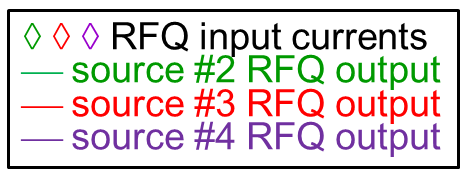 RFQ input currents
source #2 RFQ output
source #3 RFQ output
source #4 RFQ output